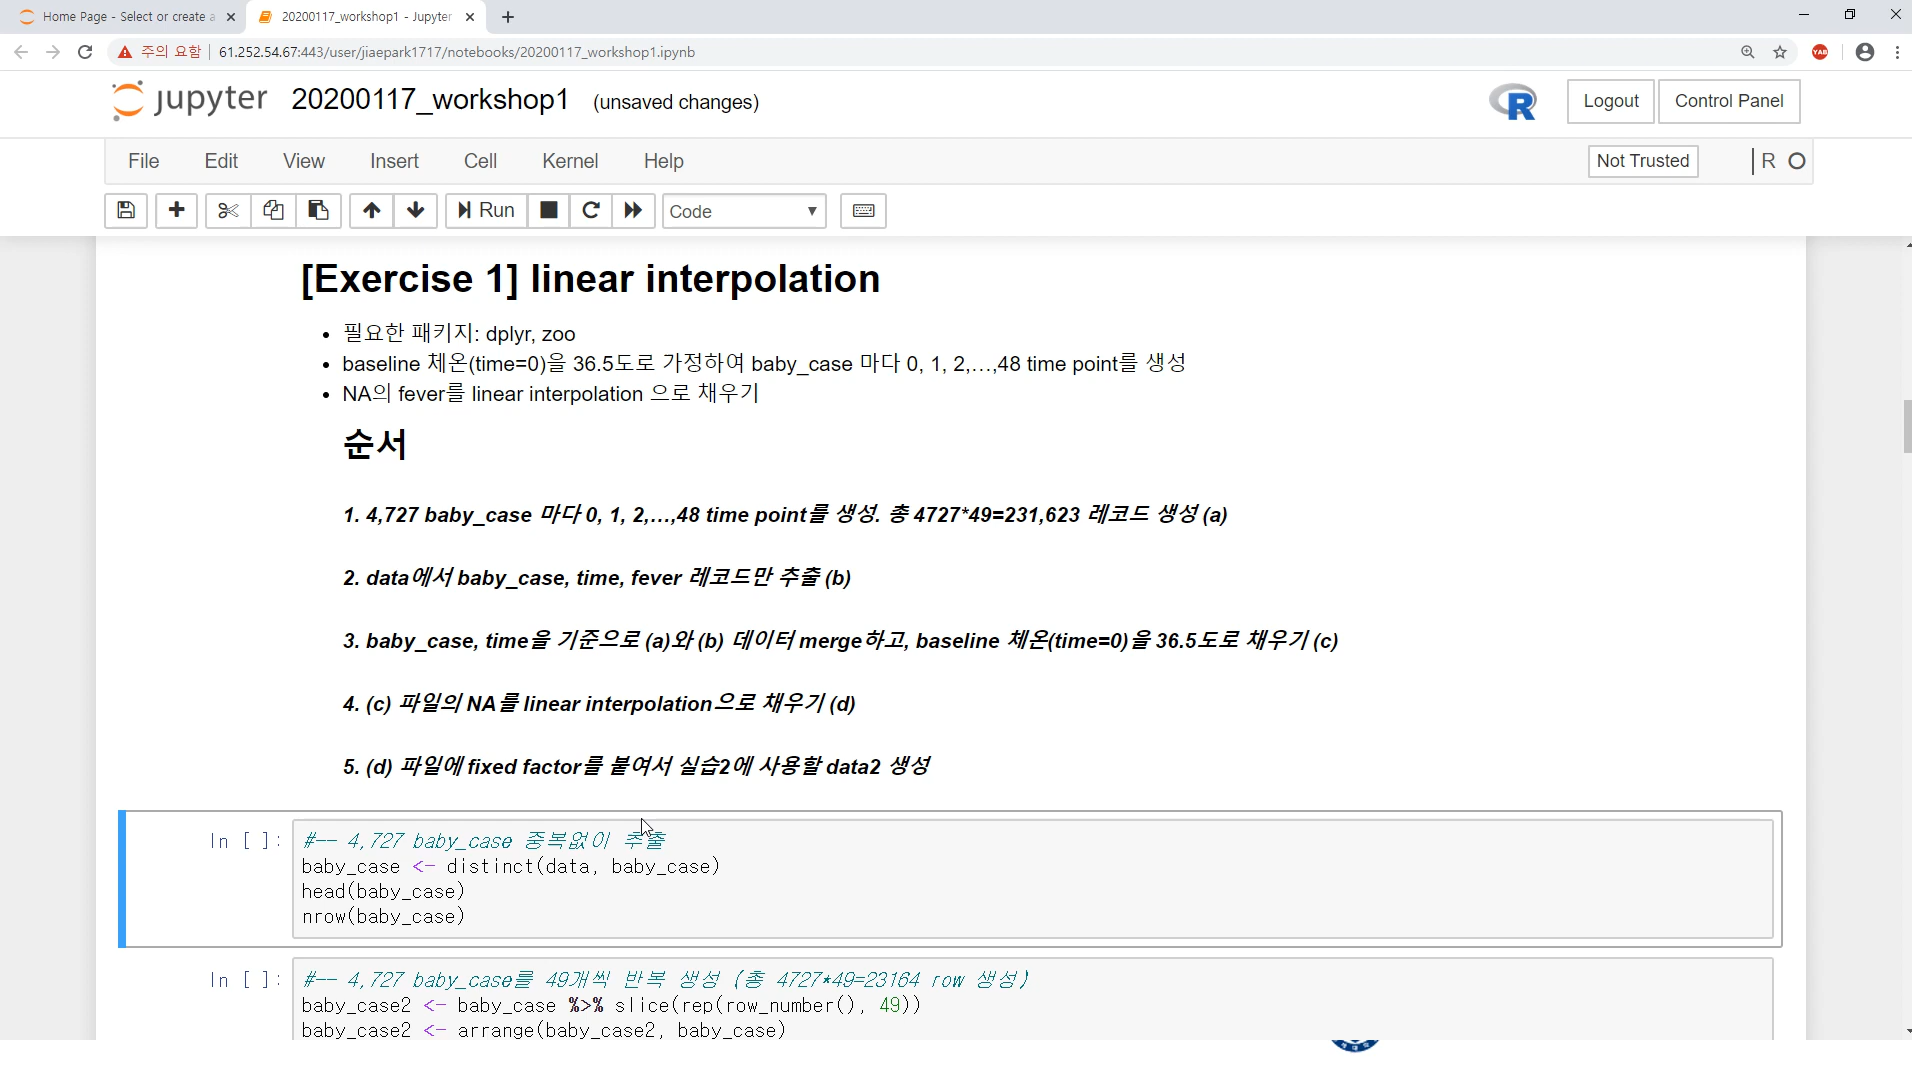 Home Page - Select or create a
20200117_workshop1 - Jupyter
주의 요함 | 61.252.54.67:443/user/jiaepark1717/notebooks/20200117_workshop1.ipynb
YAB
jupyter 20200117_workshop1 (unsaved changes)
R
Logout
Control Panel
File Edit View Insert Cell Kernel Help
Not Trusted
R
Run
Code
[Exercise 1] linear interpolation
• 필요한 패키지: dplyr, zoo
• baseline 체온(time=0)을 36.5도로 가정하여 baby_case 마다 0, 1, 2,...,48 time point를 생성
• NA의 fever를 linear interpolation 으로 채우기
순서
1. 4,727 baby_case 마다 0, 1, 2,...,48 time point를 생성. 총 4727*49=231,623 레코드 생성 (a)
2. data에서 baby_case, time, fever 레코드만 추출 (b)
3. baby_case, time을 기준으로 (a)와 (b) 데이터 merge하고, baseline 체온(time=0)을 36.5도로 채우기 (c)
4. (c) 파일의 NA를 linear interpolation으로 채우기 (d)
5. (d) 파일에 fixed factor를 붙여서 실습2에 사용할 data2 생성
In [ ]:
#-- 4,727 baby_case 중복없이 추출
baby_case <- distinct(data, baby_case)
head(baby_case)
nrow(baby_case)
In [ ]:
#-- 4,727 baby_case를 49개씩 반복 생성 (총 4727*49=23164 row 생성)
baby_case2 <- baby_case %>% slice(rep(row_number(), 49))
baby_case2 <- arrange(baby_case2, baby_case)